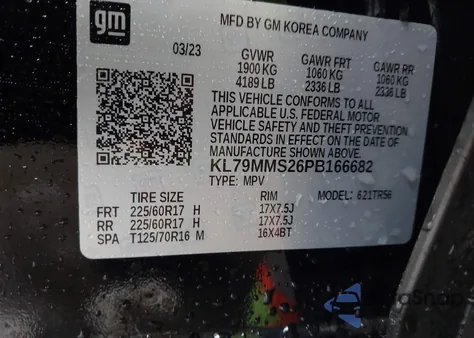 gm
MFD BY GM KOREA COMPANY
03/23
GVWR GAWR FRT GAWR RR
1900 KG 1060 KG 1060 KG
4189 LB 2336 LB 2336 LB
THIS VEHICLE CONFORMS TO ALL
APPLICABLE U.S. FEDERAL MOTOR
VEHICLE SAFETY AND THEFT PREVENTION
STANDARDS IN EFFECT ON THE DATE OF
MANUFACTURE SHOWN ABOVE.
KL79MMS26PB166682
TYPE: MPV MODEL: 621TR56
TIRE SIZE RIM
FRT 225/60R17 H 17X7.5J
RR 225/60R17 H 17X7.5J
SPA T125/70R16 M 16X4BT